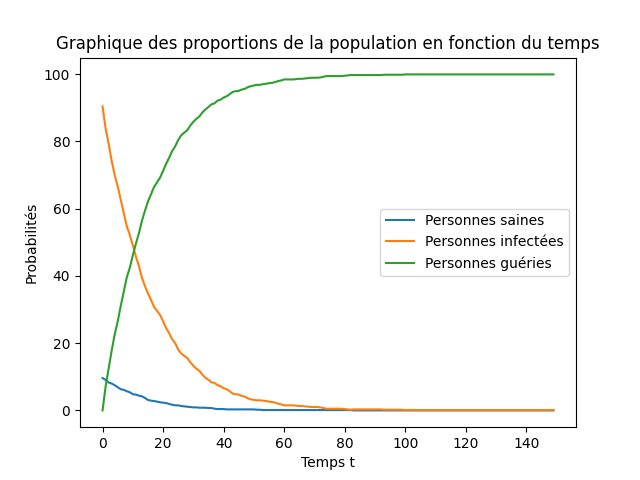 Graphique des proportions de la population en fonction du temps
100
80
60
40
20
0
Probabilités
Personnes saines
Personnes infectées
Personnes guéries
0 20 40 60 80 100 120 140
Temps t